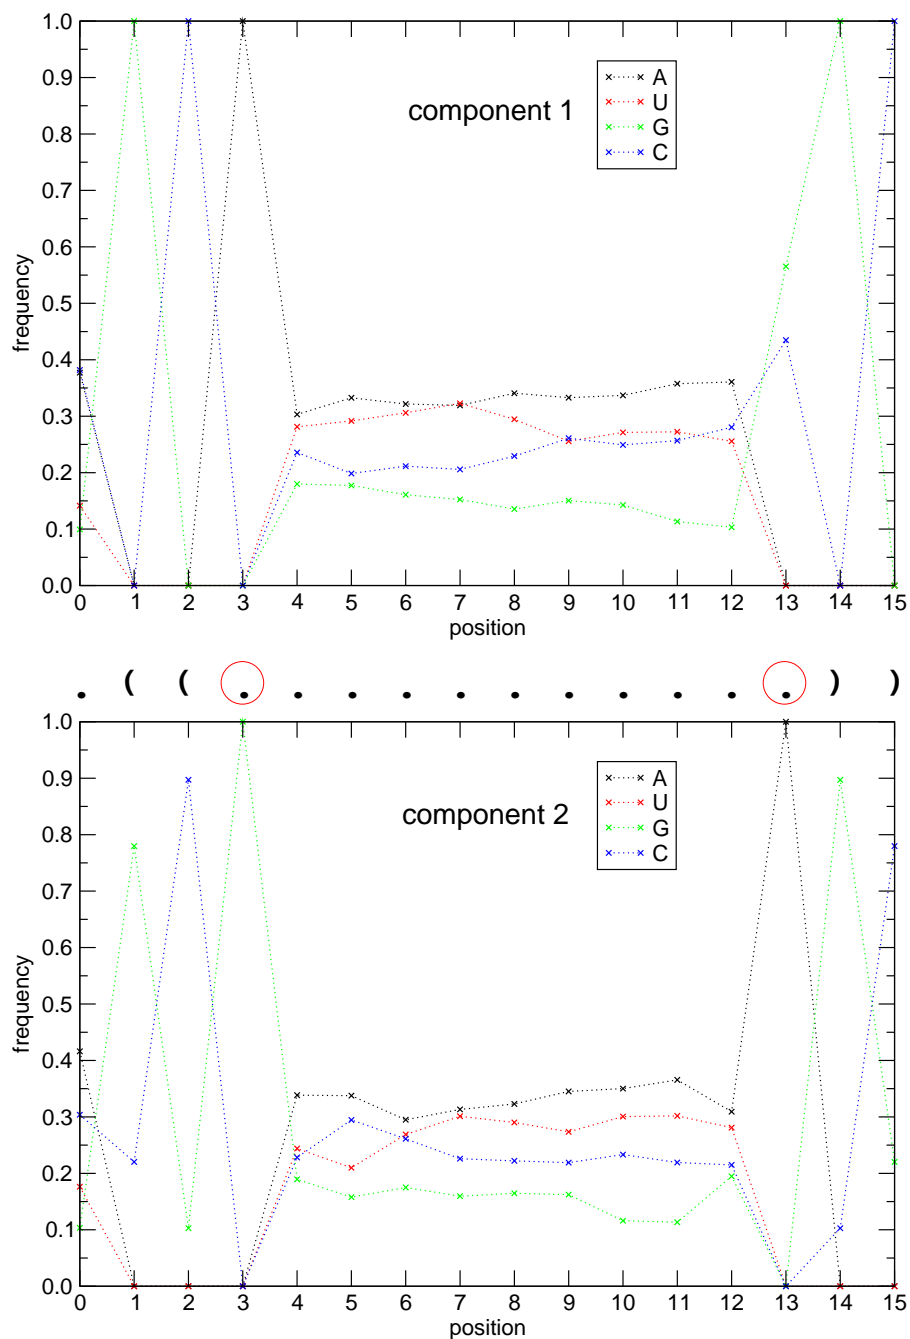 1.0
0.9
0.8
0.7
0.6
0.5
0.4
0.3
0.2
0.1
0.0
frequency
component 1
A
U
G
C
0 1 2 3 4 5 6 7 8 9 10 11 12 13 14 15
position
. ( ( . . . . . . . . . . . ) )
1.0
0.9
0.8
0.7
0.6
0.5
0.4
0.3
0.2
0.1
0.0
frequency
component 2
A
U
G
C
0 1 2 3 4 5 6 7 8 9 10 11 12 13 14 15
position